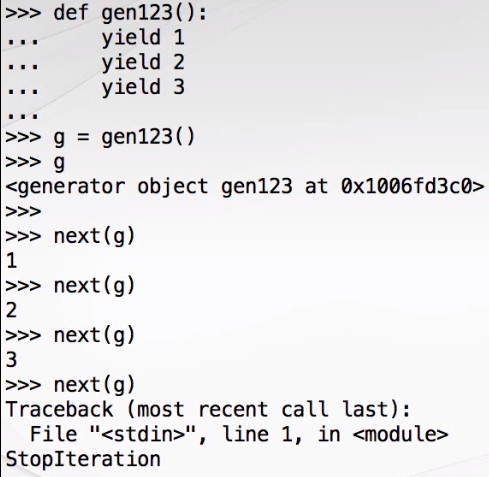 >>> def gen123():
...     yield 1
...     yield 2
...     yield 3
...
>>> g = gen123()
>>> g
<generator object gen123 at 0x1006fd3c0>
>>>
>>> next(g)
1
>>> next(g)
2
>>> next(g)
3
>>> next(g)
Traceback (most recent call last):
  File "<stdin>", line 1, in <module>
StopIteration